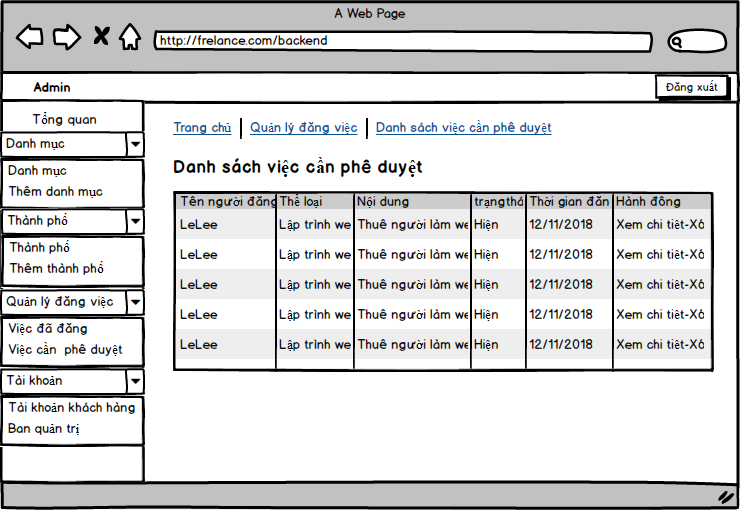 A Web Page
http://frelance.com/backend
Admin
Đăng xuất
Tổng quan
Danh mục
Danh mục
Thêm danh mục
Thành phố
Thành phố
Thêm thành phố
Quản lý đăng việc
Việc đã đăng
Việc cần phê duyệt
Tài khoản
Tài khoản khách hàng
Ban quản trị
Trang chủ
Quản lý đăng việc
Danh sách việc cần phê duyệt
Danh sách việc cần phê duyệt
Tên người đăng Thể loại Nội dung trạngthá Thời gian đăn Hành đông
LeLee Lập trình we Thuê người làm we Hiện 12/11/2018 Xem chi tiêt-Xó
LeLee Lập trình we Thuê người làm we Hiện 12/11/2018 Xem chi tiêt-Xó
LeLee Lập trình we Thuê người làm we Hiện 12/11/2018 Xem chi tiêt-Xó
LeLee Lập trình we Thuê người làm we Hiện 12/11/2018 Xem chi tiêt-Xó
LeLee Lập trình we Thuê người làm we Hiện 12/11/2018 Xem chi tiêt-Xó